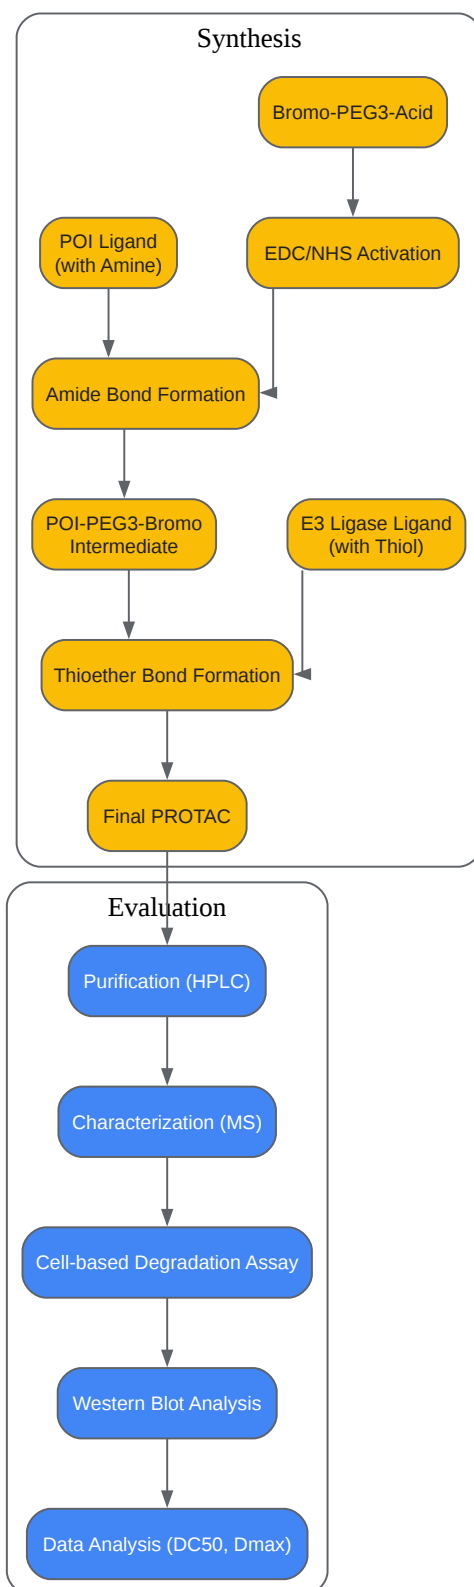 Synthesis
Bromo-PEG3-Acid
POI Ligand
(with Amine)
EDC/NHS Activation
Amide Bond Formation
POI-PEG3-Bromo
Intermediate
E3 Ligase Ligand
(with Thiol)
Thioether Bond Formation
Final PROTAC
Evaluation
Purification (HPLC)
Characterization (MS)
Cell-based Degradation Assay
Western Blot Analysis
Data Analysis (DC50, Dmax)